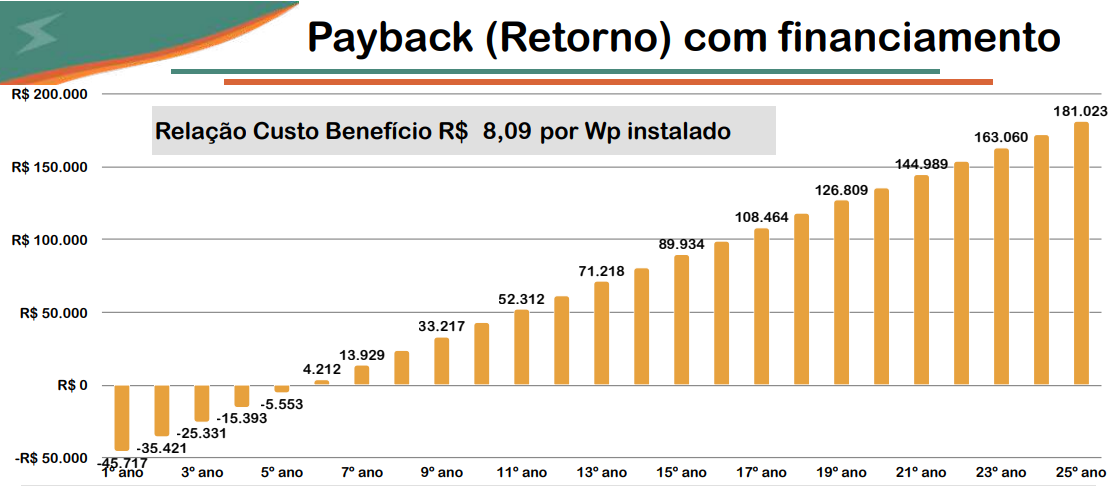 Payback (Retorno) com financiamento
R$ 200.000
Relação Custo Benefício R$  8,09 por Wp instalado
181.023
163.060
R$ 150.000
144.989
126.809
108.464
R$ 100.000
89.934
71.218
52.312
R$ 50.000
33.217
13.929
4.212
R$ 0
-5.553
-15.393
-25.331
-35.421
-45.717
-R$ 50.000
1º ano 3º ano 5º ano 7º ano 9º ano 11º ano 13º ano 15º ano 17º ano 19º ano 21º ano 23º ano 25º ano